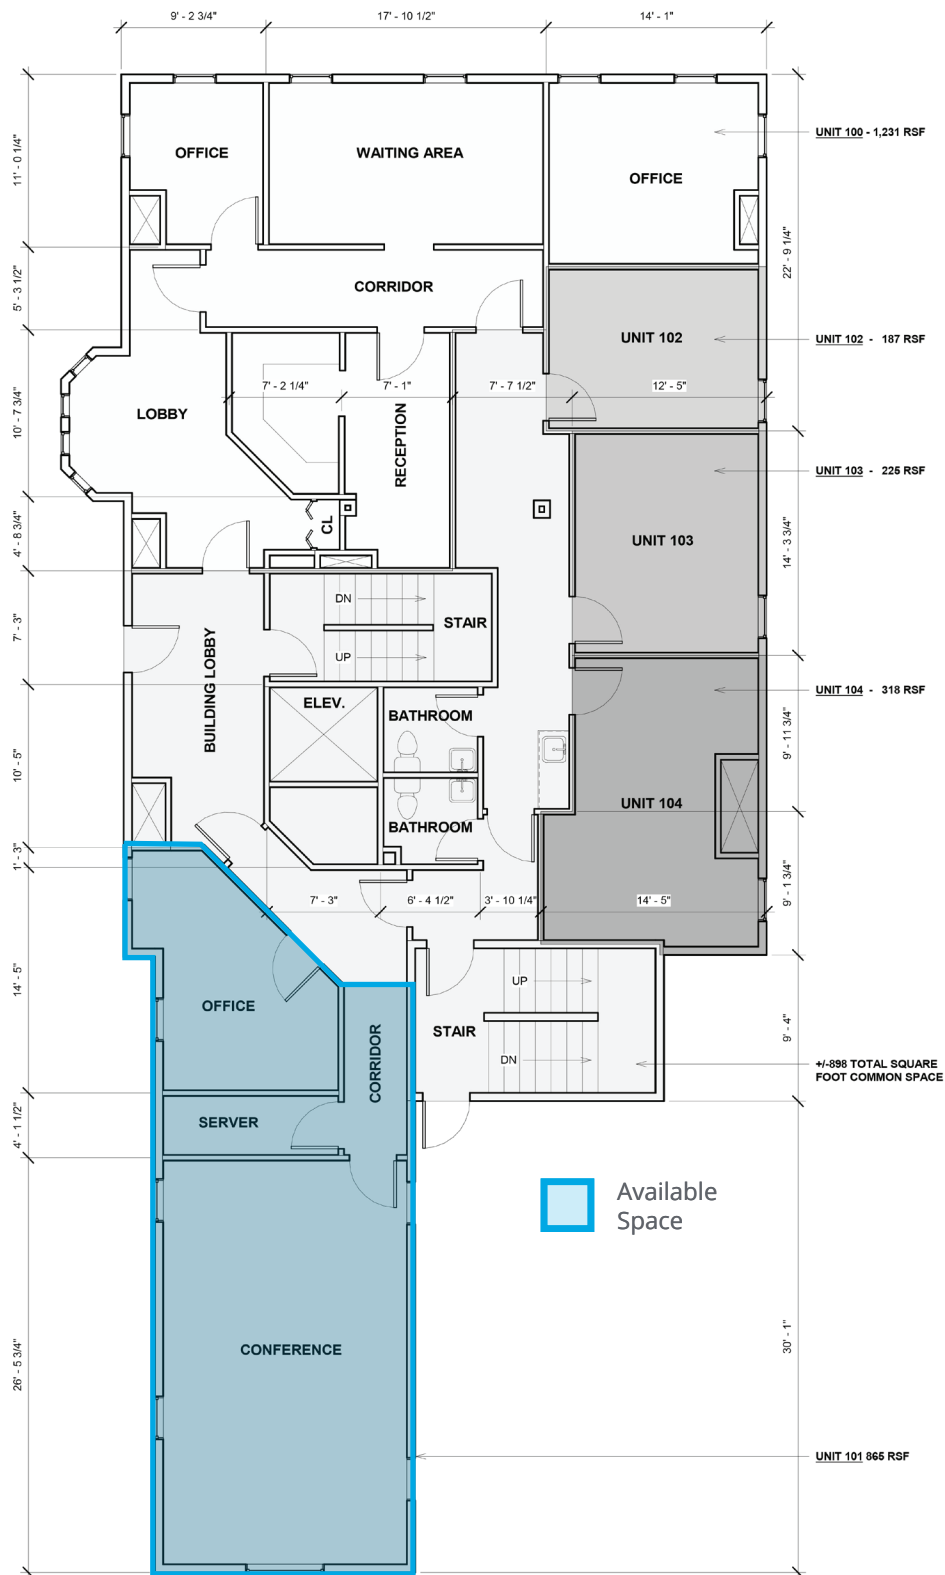 9' - 2 3/4"
17' - 10 1/2"
14' - 1"
11' - 0 1/4"
OFFICE
WAITING AREA
OFFICE
UNIT 100 - 1,231 RSF
22' - 9 1/4"
5' - 3 1/2"
CORRIDOR
UNIT 102
UNIT 102 - 187 RSF
10' - 7 3/4"
7' - 2 1/4"
7' - 1"
7' - 7 1/2"
12' - 5"
LOBBY
RECEPTION
UNIT 103 - 225 RSF
4' - 8 3/4"
CL
UNIT 103
14' - 3 3/4"
7' - 3"
DN
STAIR
UP
BUILDING LOBBY
ELEV.
BATHROOM
UNIT 104 - 318 RSF
9' - 11 3/4"
10' - 5"
UNIT 104
BATHROOM
1' - 3"
7' - 3"
6' - 4 1/2"
3' - 10 1/4"
14' - 5"
9' - 1 3/4"
14' - 5"
OFFICE
UP
STAIR
CORRIDOR
DN
9' - 4"
+/-898 TOTAL SQUARE
FOOT COMMON SPACE
4' - 1 1/2"
SERVER
Available
Space
CONFERENCE
26' - 5 3/4"
30' - 1"
UNIT 101 865 RSF